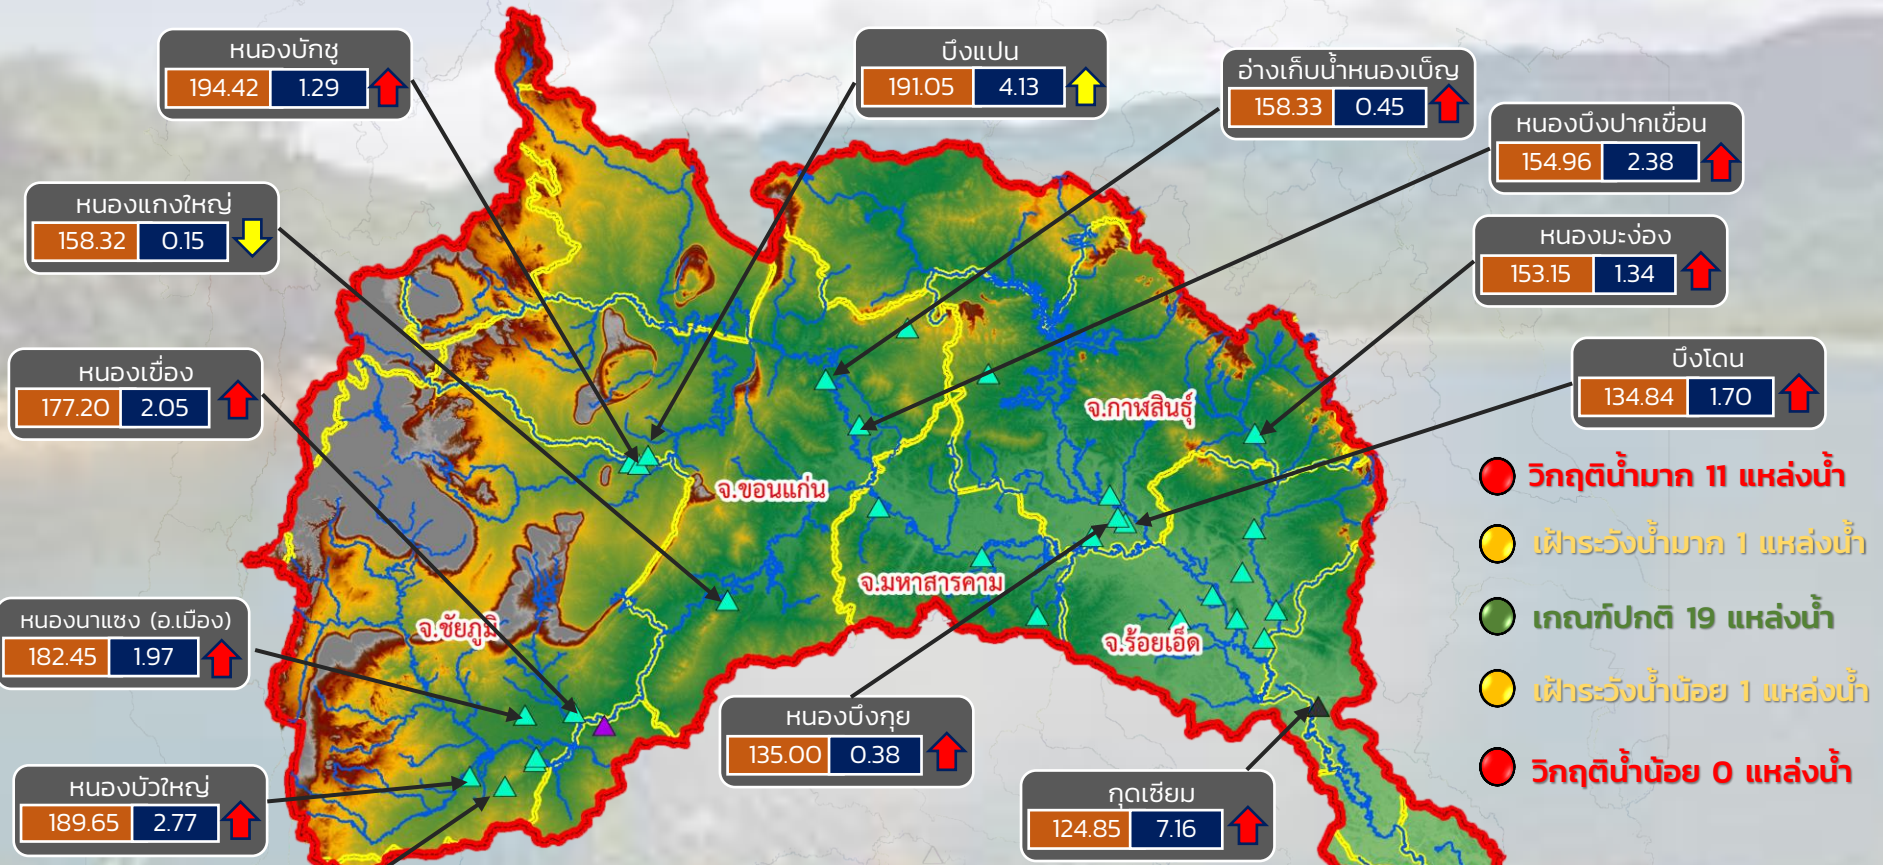 หนองบักชู
194.42 1.29
บึงแปน
191.05 4.13
อ่างเก็บน้ำหนองเบ็ญ
158.33 0.45
หนองบึงปากเขื่อน
154.96 2.38
หนองแกงใหญ่
158.32 0.15
หนองมะง่อง
153.15 1.34
หนองเขื่อง
177.20 2.05
บึงโดน
134.84 1.70
จ.กาฬสินธุ์
จ.ขอนแก่น
จ.มหาสารคาม
จ.ชัยภูมิ
จ.ร้อยเอ็ด
วิกฤติน้ำมาก 11 แหล่งน้ำ
เฝ้าระวังน้ำมาก 1 แหล่งน้ำ
เกณฑ์ปกติ 19 แหล่งน้ำ
เฝ้าระวังน้ำน้อย 1 แหล่งน้ำ
วิกฤติน้ำน้อย 0 แหล่งน้ำ
หนองนาแซง (อ.เมือง)
182.45 1.97
หนองบึงกุย
135.00 0.38
หนองบัวใหญ่
189.65 2.77
กุดเซียม
124.85 7.16